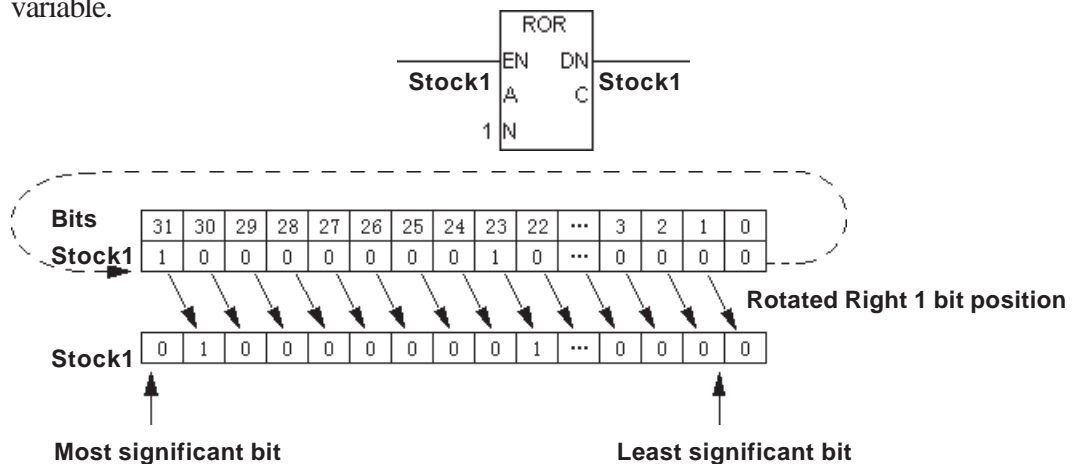 variable.
ROR
EN DN
Stock1 Stock1
A C
1 N
Bits 31 30 29 28 27 26 25 24 23 22 ... 3 2 1 0
Stock1 1 0 0 0 0 0 0 0 1 0 ... 0 0 0 0
Rotated Right 1 bit position
Stock1 0 1 0 0 0 0 0 0 0 1 ... 0 0 0 0
Most significant bit Least significant bit